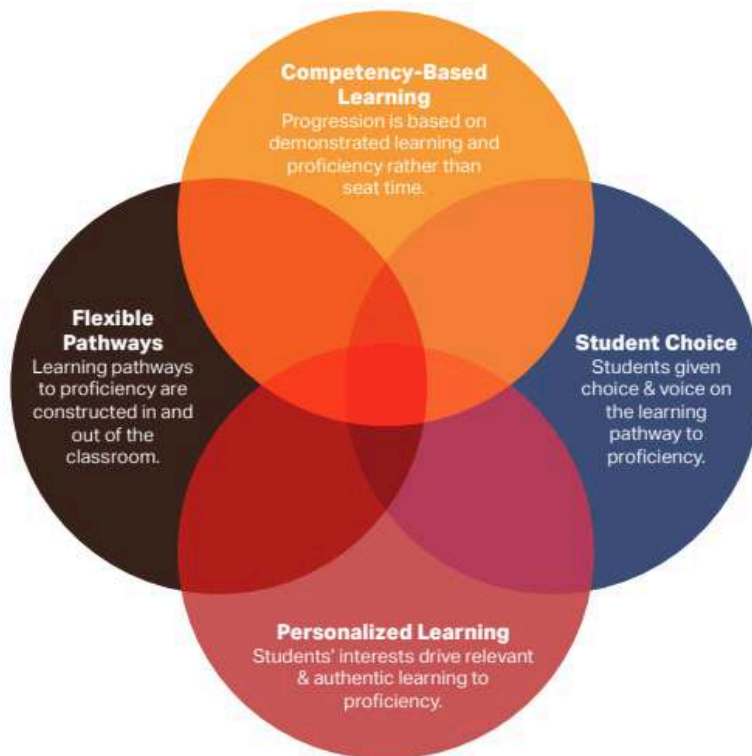 Competency-Based
Learning
Progression is based on
demonstrated learning and
proficiency rather than
seat time.
Flexible
Pathways
Learning pathways
to proficiency are
constructed in and
out of the
classroom.
Student Choice
Students given
choice & voice on
the learning
pathway to
proficiency.
Personalized Learning
Students' interests drive relevant
& authentic learning to
proficiency.